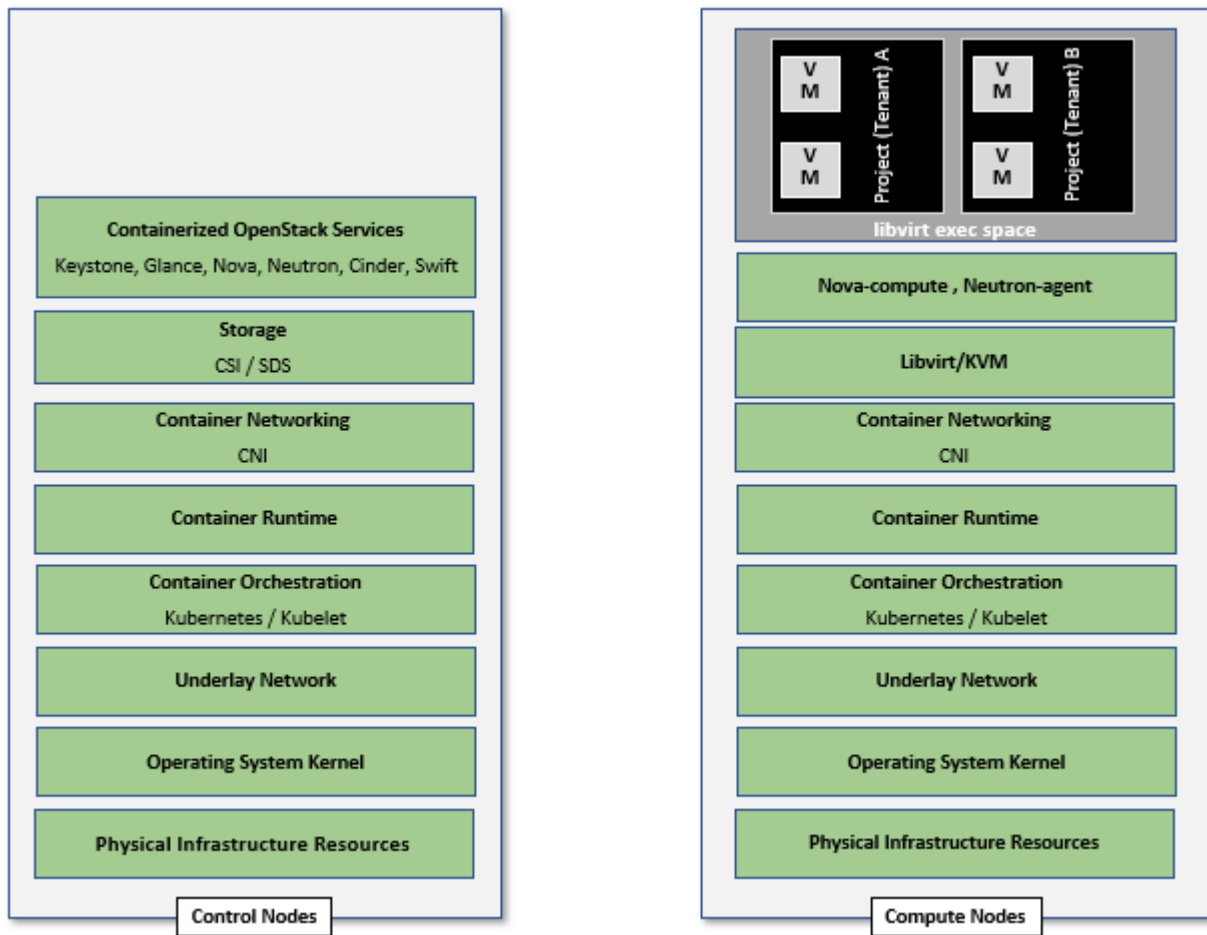 Containerized OpenStack Services
Keystone, Glance, Nova, Neutron, Cinder, Swift
Storage
CSI / SDS
Container Networking
CNI
Container Runtime
Container Orchestration
Kubernetes / Kubelet
Underlay Network
Operating System Kernel
Physical Infrastructure Resources
Control Nodes
V
M
V
M
Project (Tenant) A
V
M
V
M
Project (Tenant) B
libvirt exec space
Nova-compute , Neutron-agent
Libvirt/KVM
Container Networking
CNI
Container Runtime
Container Orchestration
Kubernetes / Kubelet
Underlay Network
Operating System Kernel
Physical Infrastructure Resources
Compute Nodes